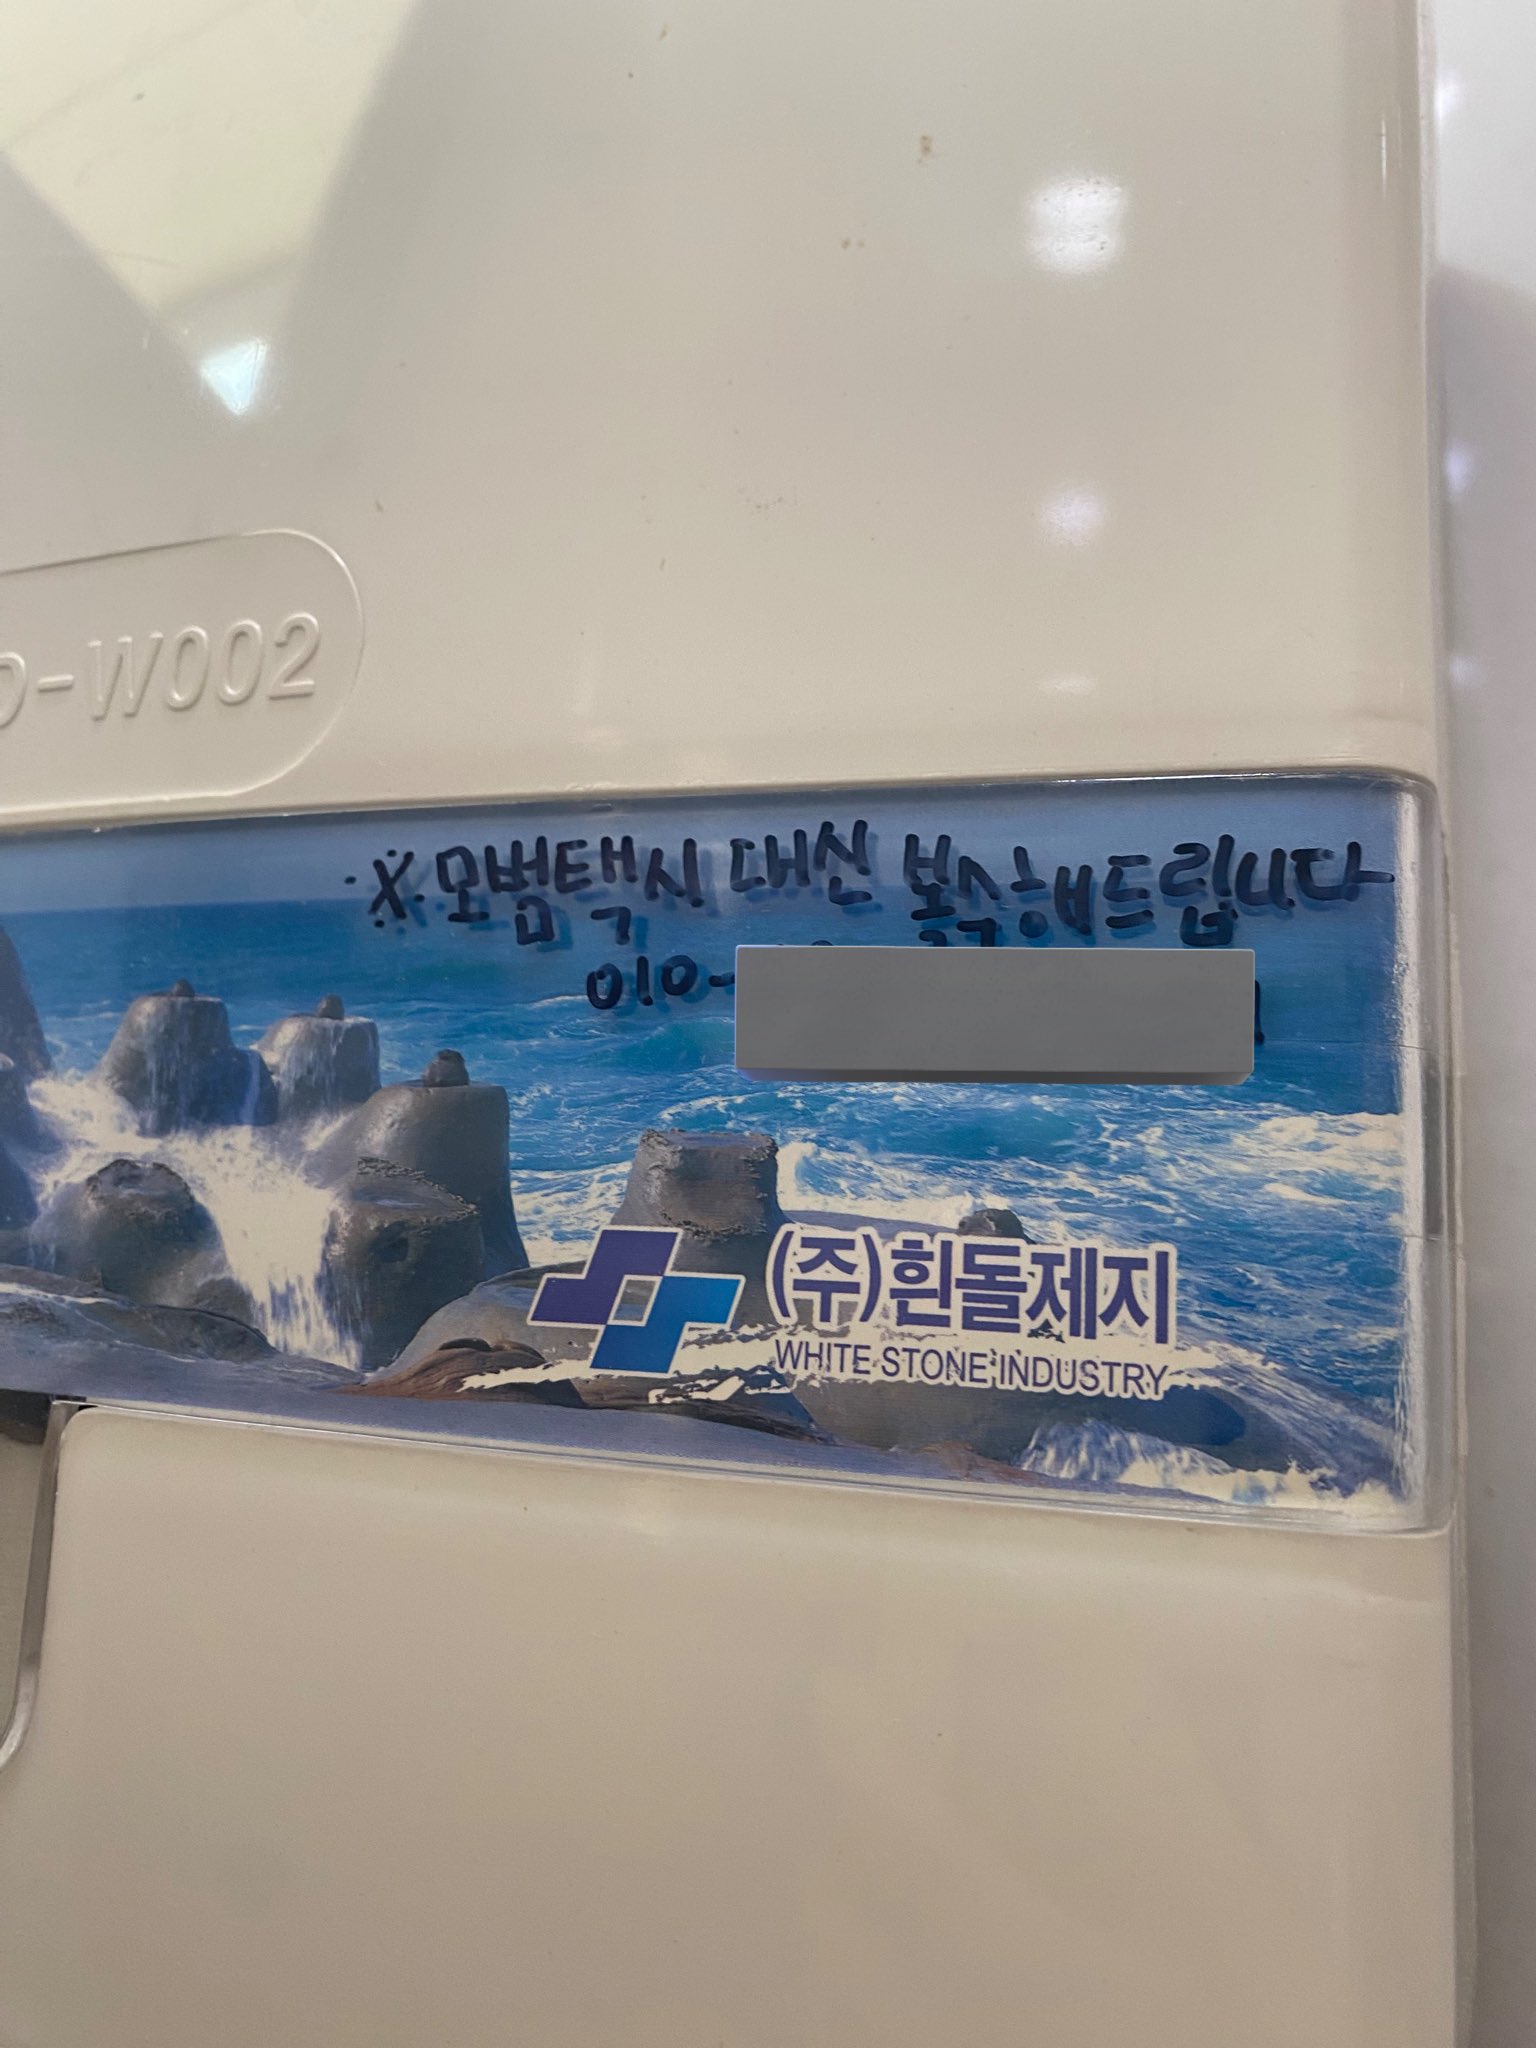 D-W002
※모범택시 대신 복수해드립니다
010-
(주)흰돌제지
WHITE STONE INDUSTRY